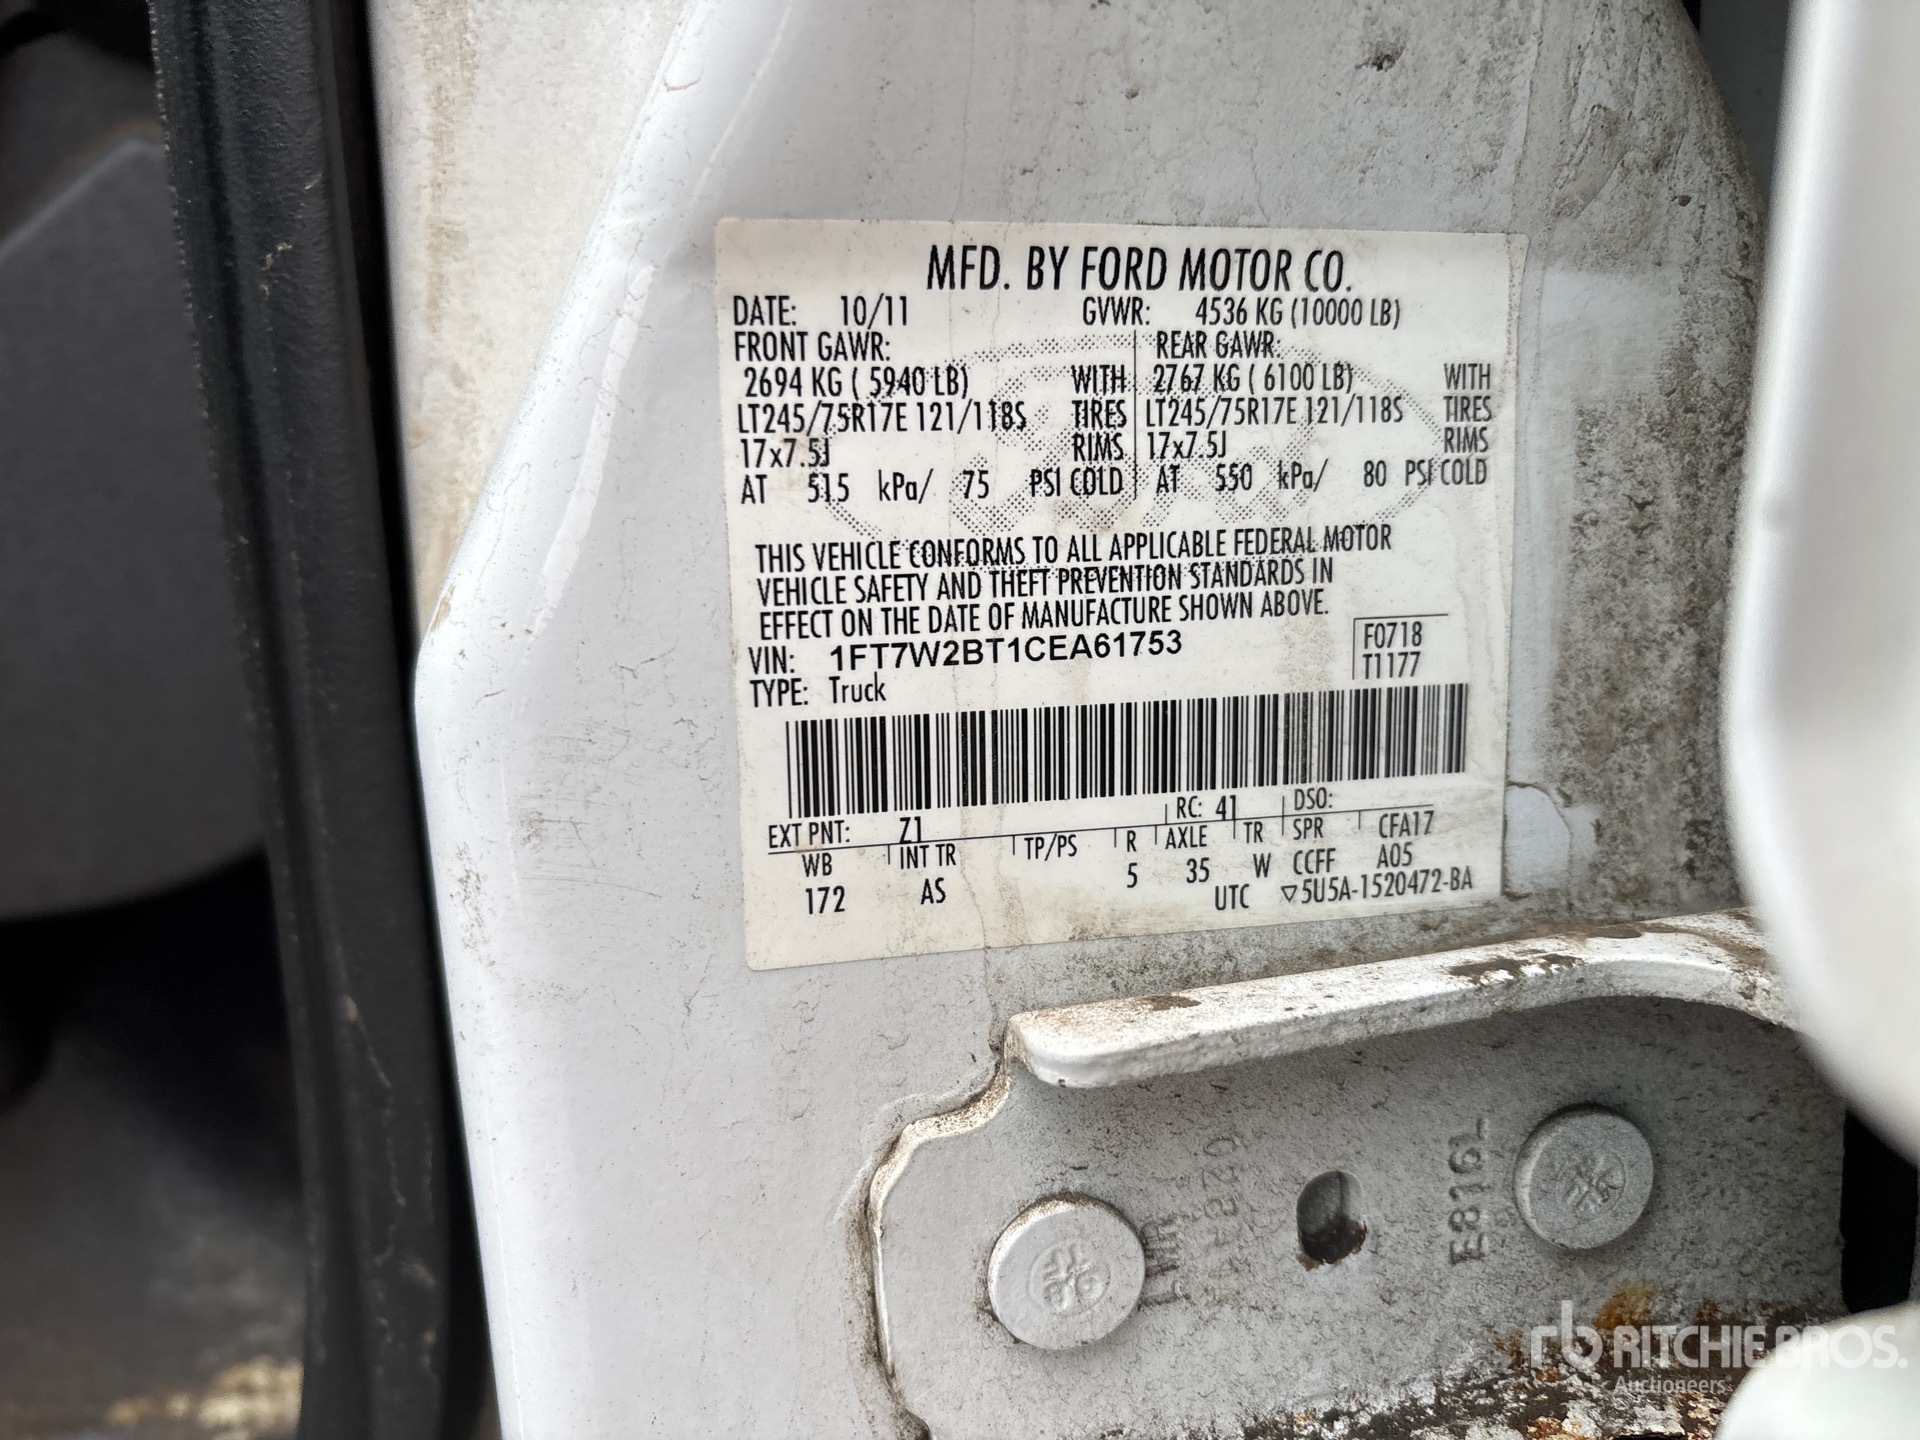 MFD. BY FORD MOTOR CO.
DATE: 10/11 GVWR: 4536 KG (10000 LB)
FRONT GAWR: REAR GAWR:
2694 KG ( 5940 LB) WITH 2767 KG ( 6100 LB) WITH
LT245/75R17E 121/118S TIRES LT245/75R17E 121/118S TIRES
17x7.5J RIMS 17x7.5J RIMS
AT 515 kPa/ 75 PSI COLD AT 550 kPa/ 80 PSI COLD
THIS VEHICLE CONFORMS TO ALL APPLICABLE FEDERAL MOTOR
VEHICLE SAFETY AND THEFT PREVENTION STANDARDS IN
EFFECT ON THE DATE OF MANUFACTURE SHOWN ABOVE.
VIN: 1FT7W2BT1CEA61753 F0718
TYPE: Truck T1177
EXT PNT: Z1 RC: 41 DSO:
WB INT TR TP/PS R AXLE TR SPR CFA17
172 AS 5 35 W CCFF A05
UTC ▽5U5A-1520472-BA
E816L
rb RITCHIE BROS.
Auctioneers